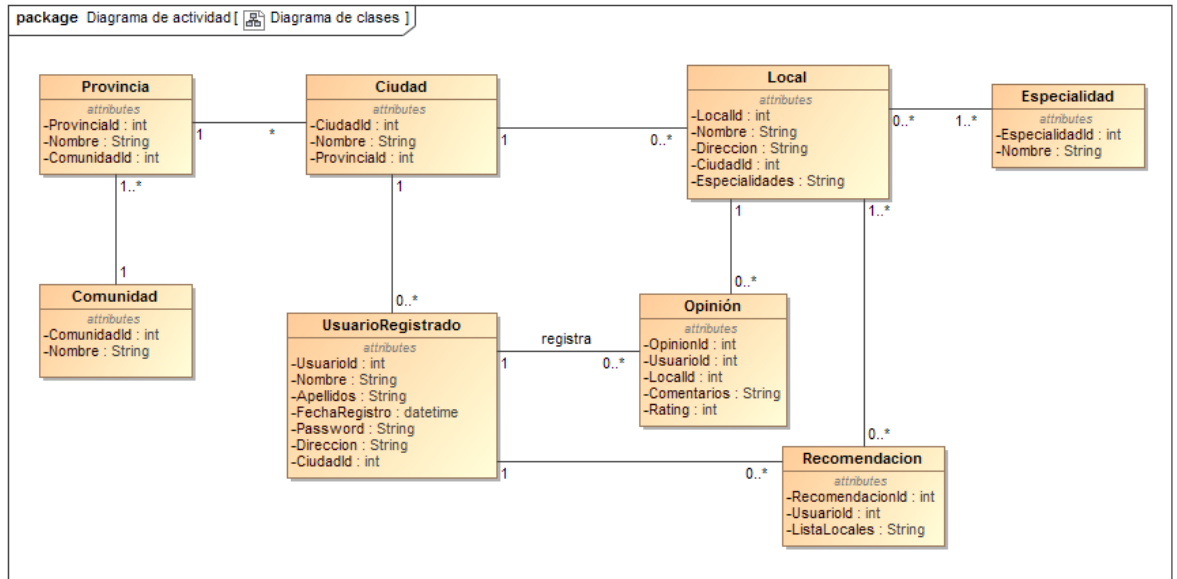 package Diagrama de actividad [ Diagrama de clases ]
Provincia
attributes
-ProvinciaId : int
-Nombre : String
-ComunidadId : int
1
*
1..*
1
Ciudad
attributes
-CiudadId : int
-Nombre : String
-ProvinciaId : int
1
0..*
1
0..*
Local
attributes
-LocalId : int
-Nombre : String
-Direccion : String
-CiudadId : int
-Especialidades : String
0..*
1..*
1
0..*
1..*
0..*
Especialidad
attributes
-EspecialidadId : int
-Nombre : String
Comunidad
attributes
-ComunidadId : int
-Nombre : String
UsuarioRegistrado
attributes
-UsuarioId : int
-Nombre : String
-Apellidos : String
-FechaRegistro : datetime
-Password : String
-Direccion : String
-CiudadId : int
registra
1
0..*
1
0..*
Opinión
attributes
-OpinionId : int
-UsuarioId : int
-LocalId : int
-Comentarios : String
-Rating : int
Recomendacion
attributes
-RecomendacionId : int
-UsuarioId : int
-ListaLocales : String